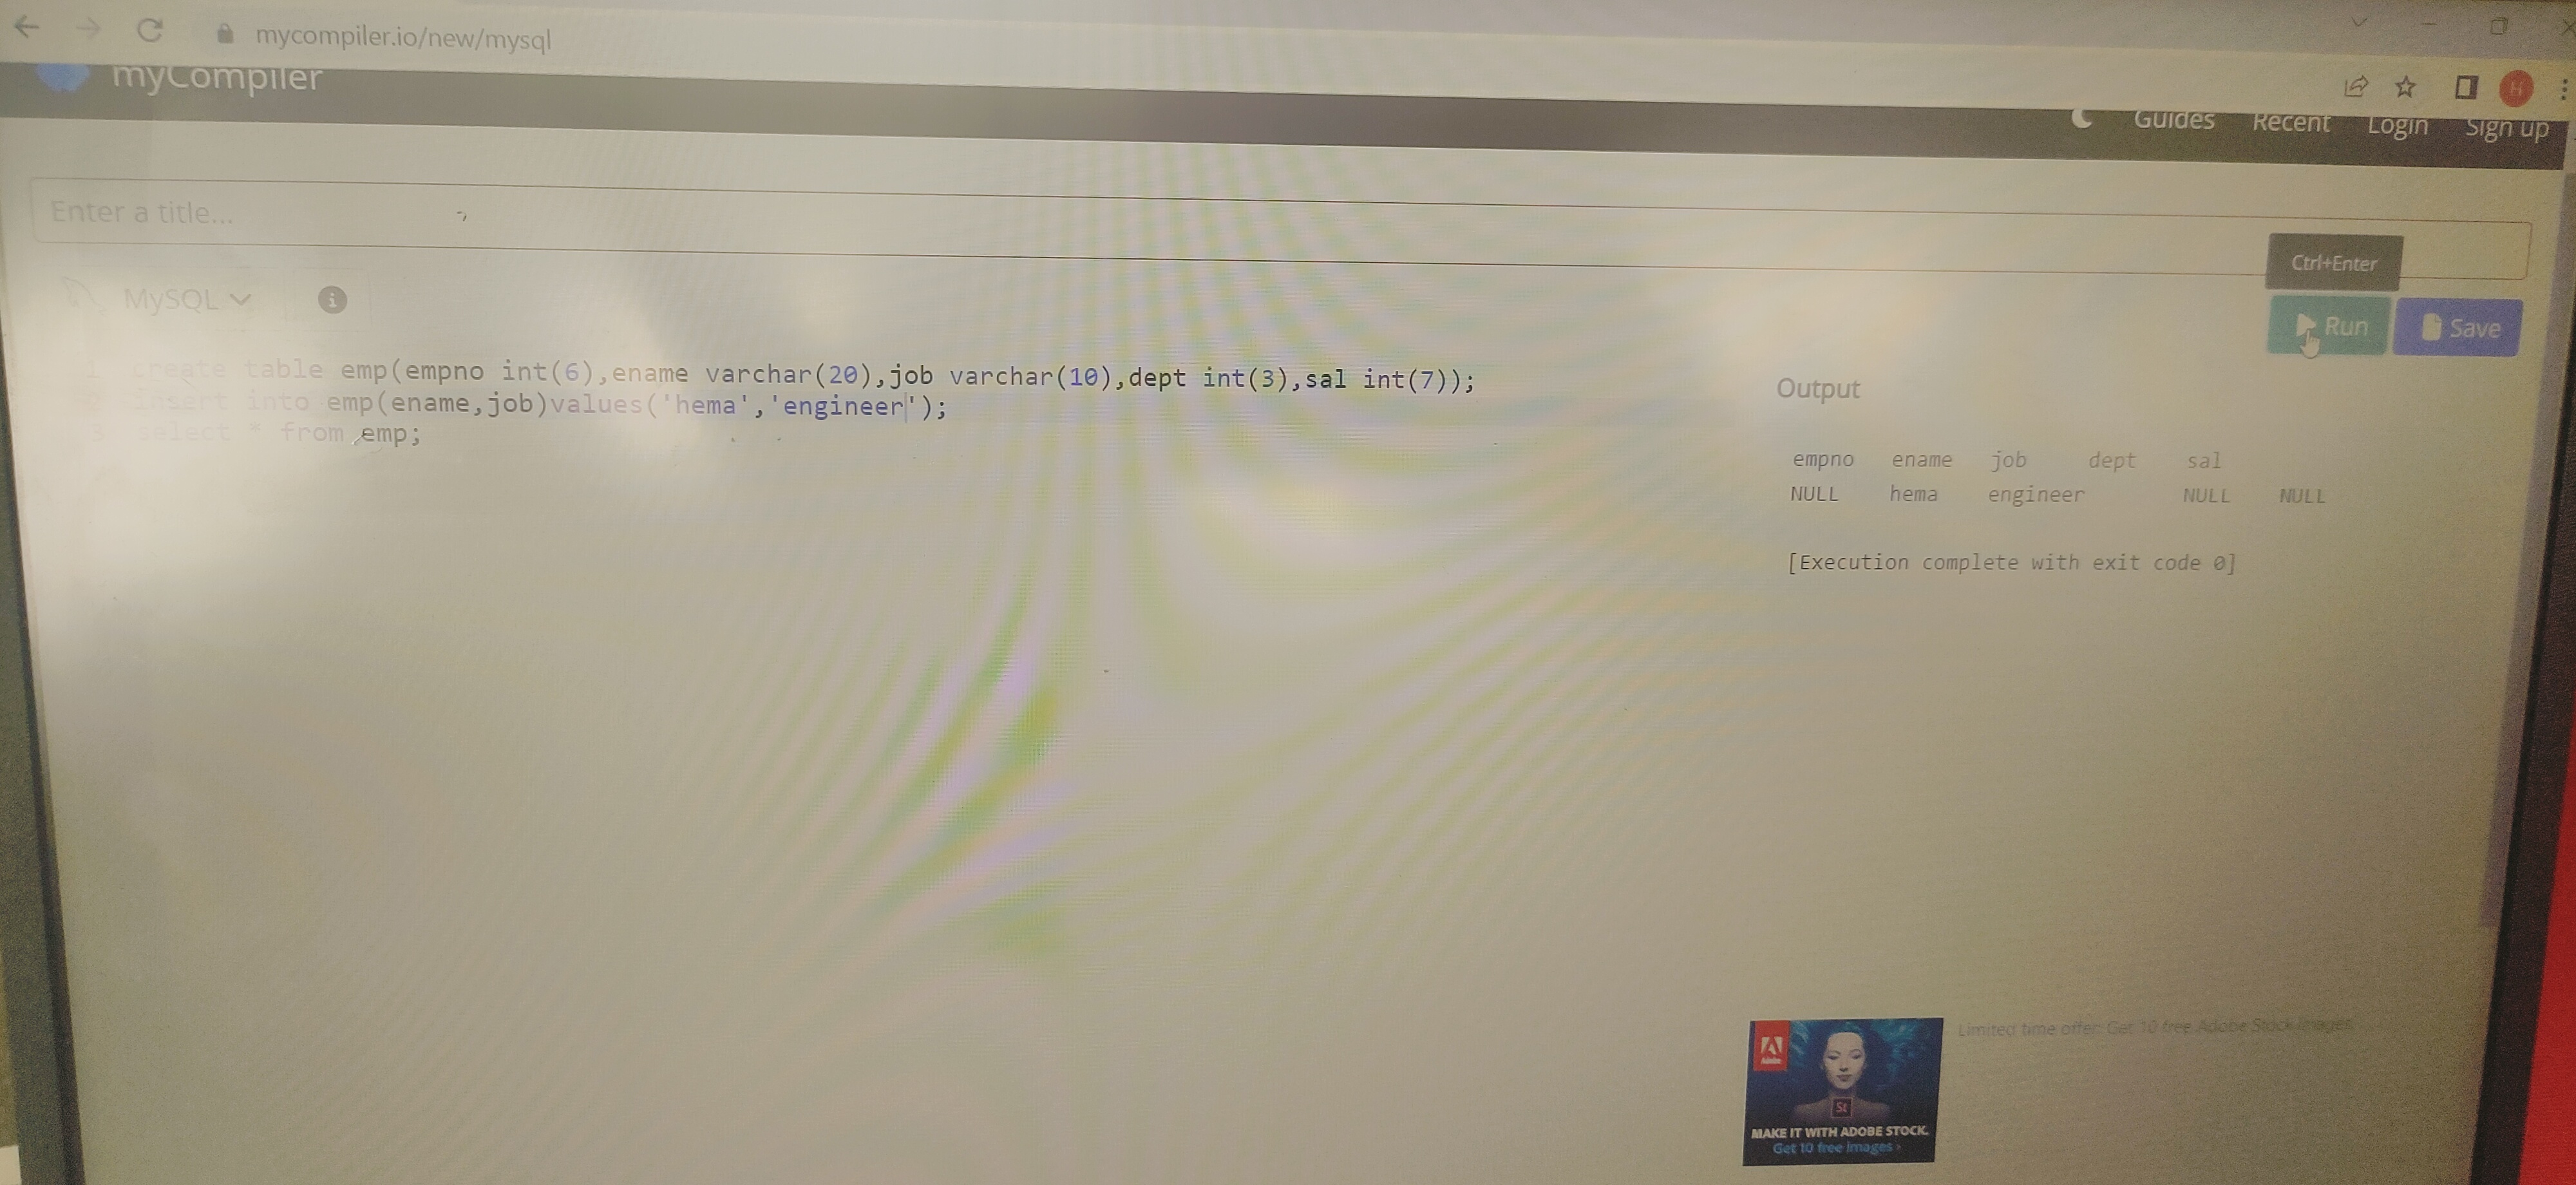 mycompiler.io/new/mysql
myCompiler
Guides Recent Login Sign up
Enter a title...
Ctrl+Enter
MySQL
Run Save
1 create table emp(empno int(6),ename varchar(20),job varchar(10),dept int(3),sal int(7));
insert into emp(ename,job)values('hema','engineer');
3 select * from emp;
Output
empno ename job dept sal
NULL hema engineer NULL NULL
[Execution complete with exit code 0]
Limited time offer: Get 10 free Adobe Stock images.
Adobe
St
MAKE IT WITH ADOBE STOCK.
Get 10 free images ›